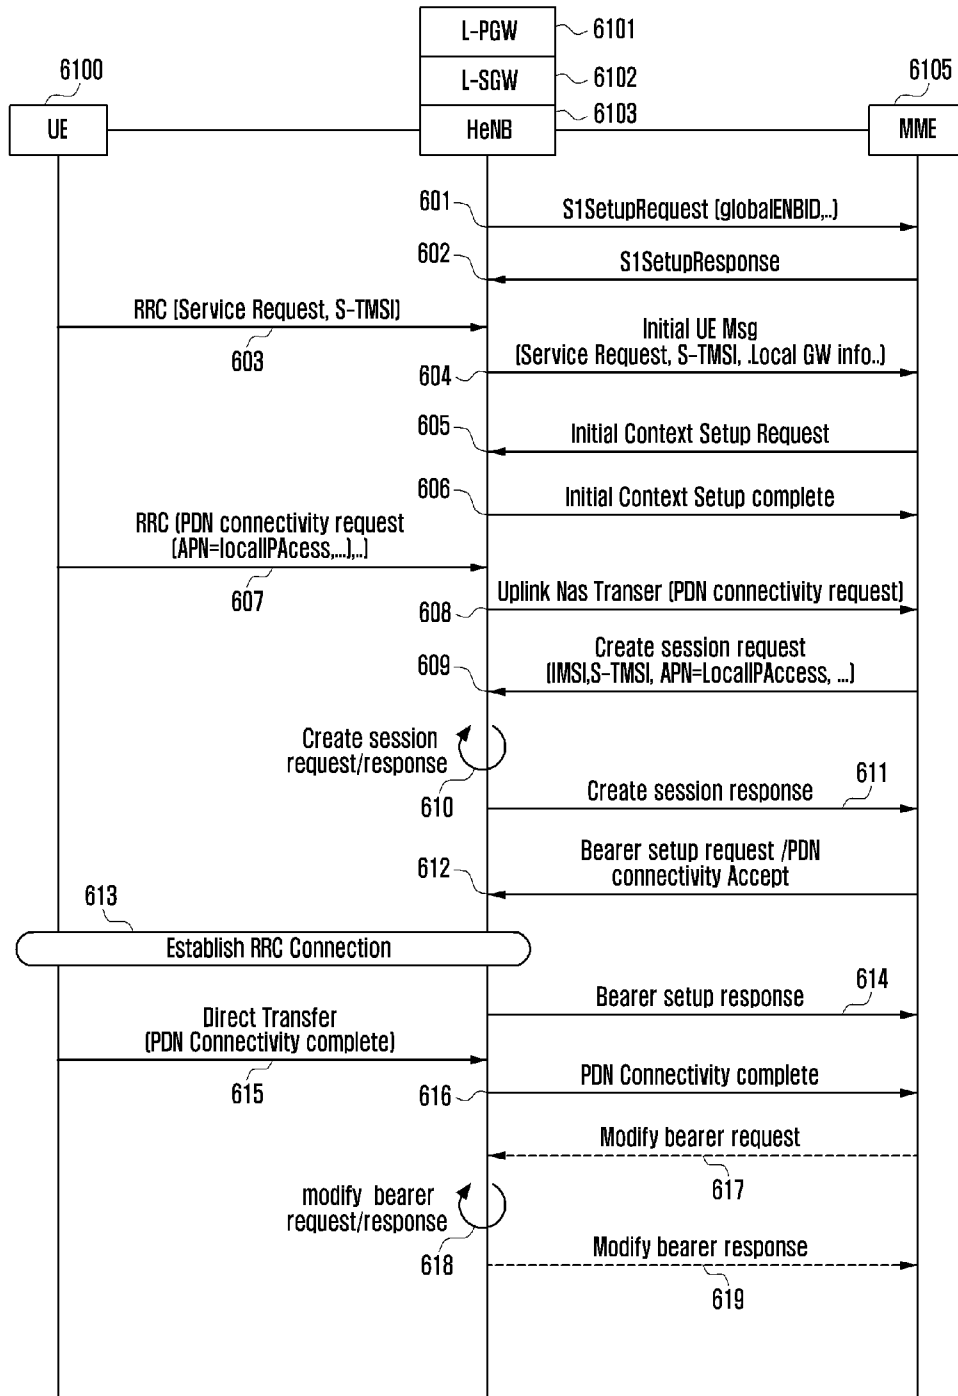 L-PGW
6101
L-SGW
6102
6100
6105
6103
UE
HeNB
MME
601
S1SetupRequest (globalENBID,..)
602
S1SetupResponse
RRC (Service Request, S-TMSI)
603
Initial UE Msg
(Service Request, S-TMSI, .Local GW info..)
604
605
Initial Context Setup Request
606
Initial Context Setup complete
RRC (PDN connectivity request
(APN=localIPAcess,...),..)
607
Uplink Nas Transer (PDN connectivity request)
608
Create session request
(IMSI,S-TMSI, APN=LocalIPAccess, ...)
609
Create session
request/response
610
611
Create session response
612
Bearer setup request /PDN
connectivity Accept
613
Establish RRC Connection
614
Bearer setup response
Direct Transfer
(PDN Connectivity complete)
615
PDN Connectivity complete
616
Modify bearer request
617
modify bearer
request/response
618
Modify bearer response
619